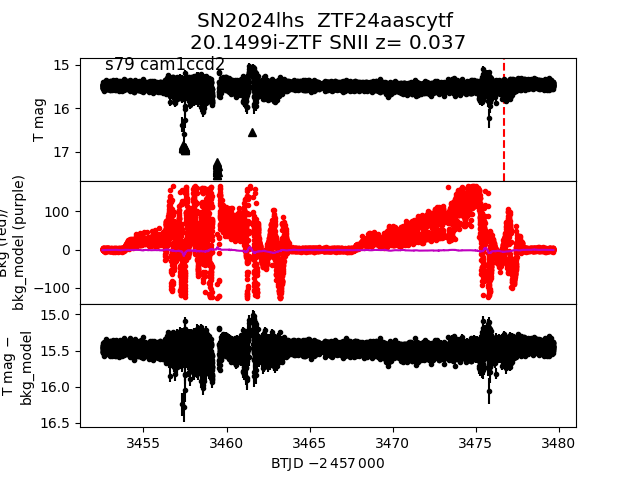 SN2024lhs  ZTF24aascytf
20.1499i-ZTF SNII z= 0.037
s79 cam1ccd2
15
16
17
T mag
100
0
−100
Bkg (red)/
bkg_model (purple)
15.0
15.5
16.0
16.5
T mag −
bkg_model
3455
3460
3465
3470
3475
3480
BTJD −2 457 000